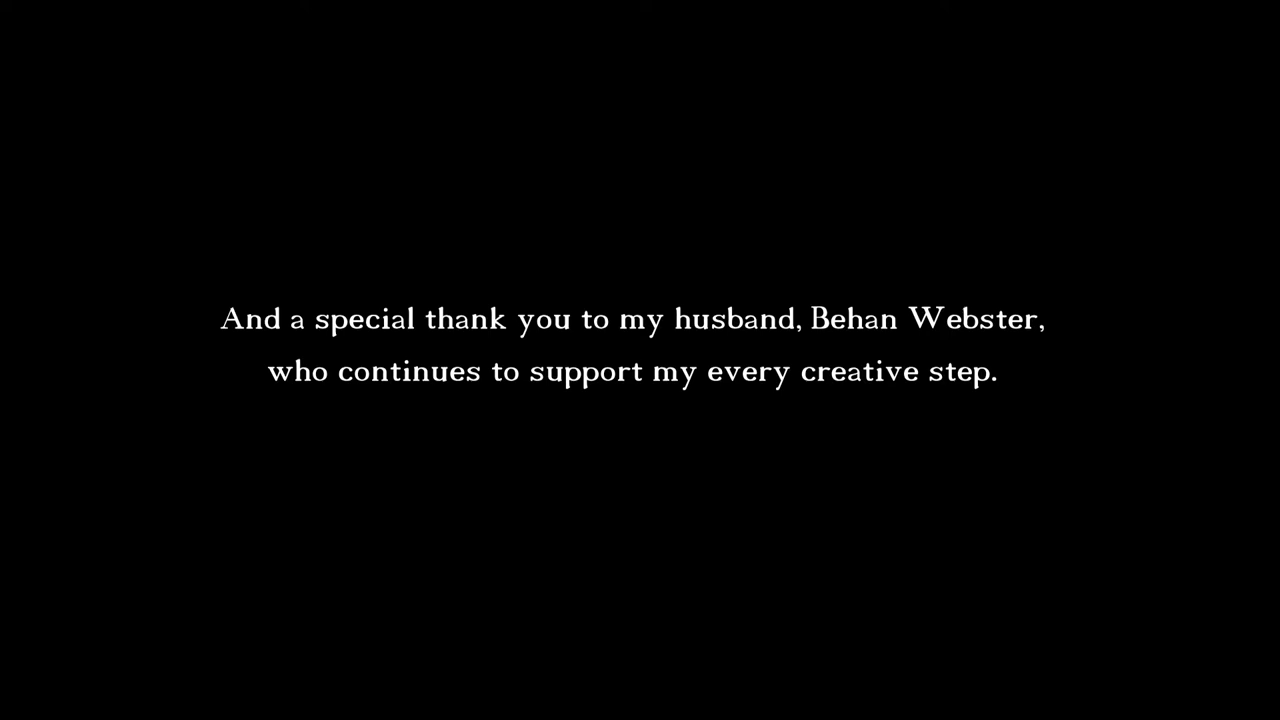 And a special thank you to my husband, Behan Webster,
who continues to support my every creative step.